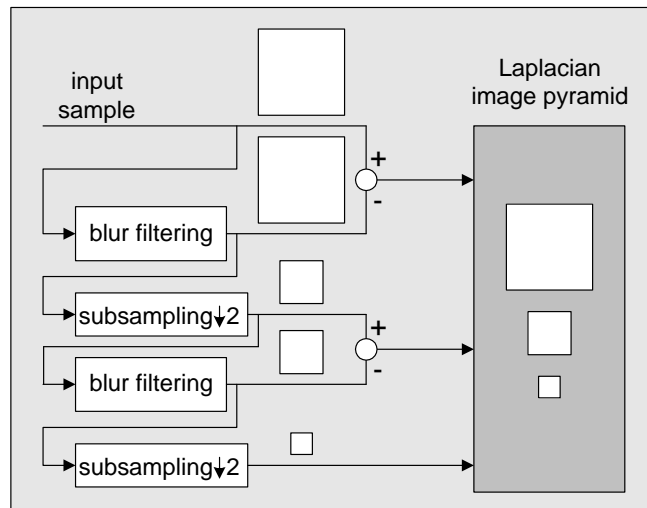 input
sample
Laplacian
image pyramid
+
-
blur filtering
subsampling↓2
+
-
blur filtering
subsampling↓2